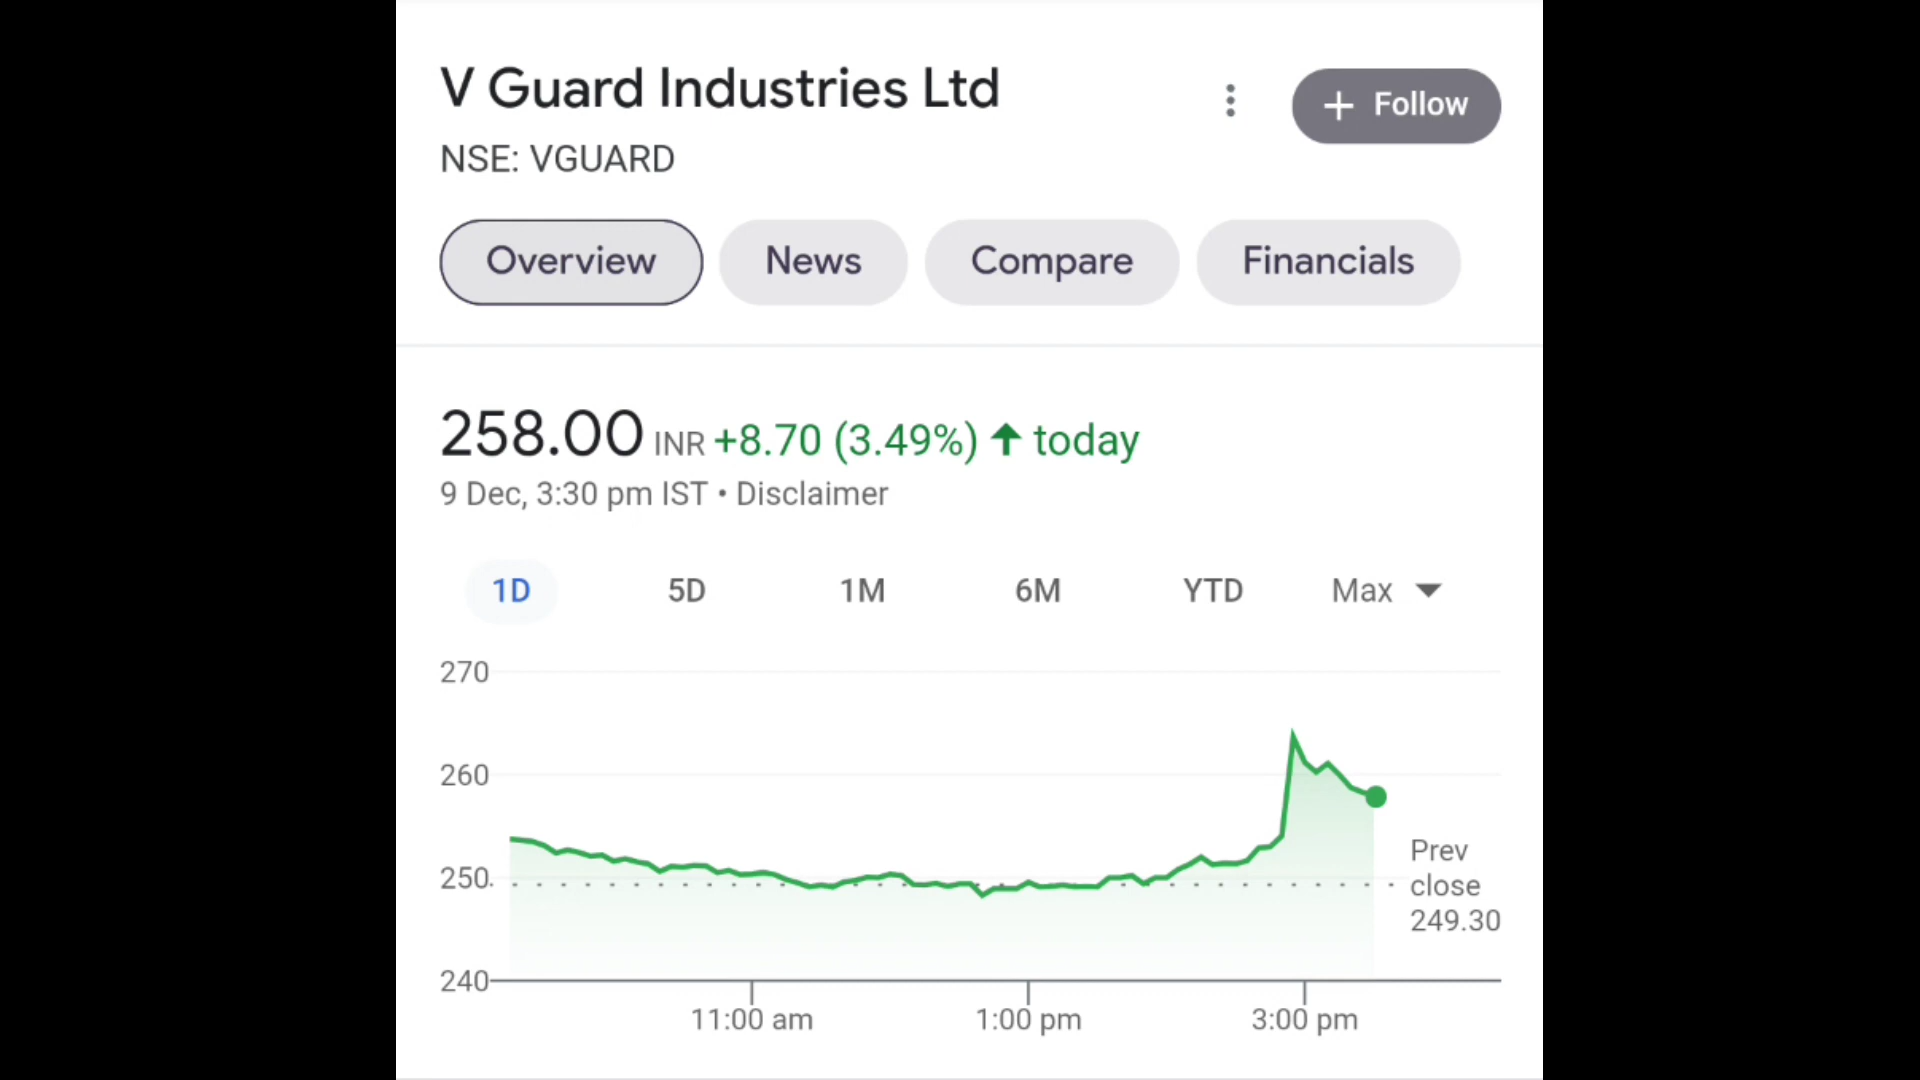 V Guard Industries Ltd
+ Follow
NSE: VGUARD
Overview News Compare Financials
258.00 INR +8.70 (3.49%) ↑ today
9 Dec, 3:30 pm IST • Disclaimer
1D 5D 1M 6M YTD Max
270
260
250
240
Prev
close
249.30
11:00 am 1:00 pm 3:00 pm